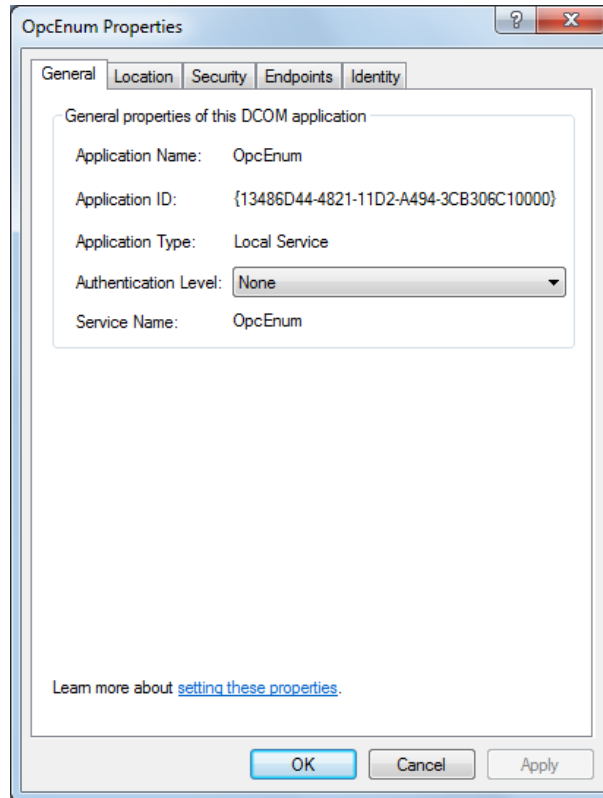 OpcEnum Properties
General Location Security Endpoints Identity
General properties of this DCOM application
Application Name: OpcEnum
Application ID: {13486D44-4821-11D2-A494-3CB306C10000}
Application Type: Local Service
Authentication Level: None
Service Name: OpcEnum
Learn more about setting these properties.
OK Cancel Apply